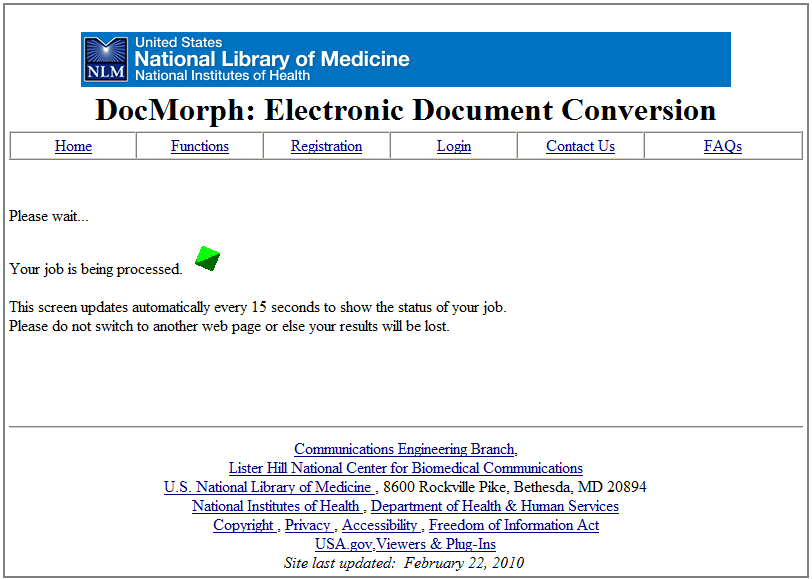 United States
NLM
National Library of Medicine
National Institutes of Health
DocMorph: Electronic Document Conversion
Home Functions Registration Login Contact Us FAQs
Please wait...
Your job is being processed.
This screen updates automatically every 15 seconds to show the status of your job.
Please do not switch to another web page or else your results will be lost.
Communications Engineering Branch,
Lister Hill National Center for Biomedical Communications
U.S. National Library of Medicine , 8600 Rockville Pike, Bethesda, MD 20894
National Institutes of Health , Department of Health & Human Services
Copyright , Privacy , Accessibility , Freedom of Information Act
USA.gov,Viewers & Plug-Ins
Site last updated: February 22, 2010